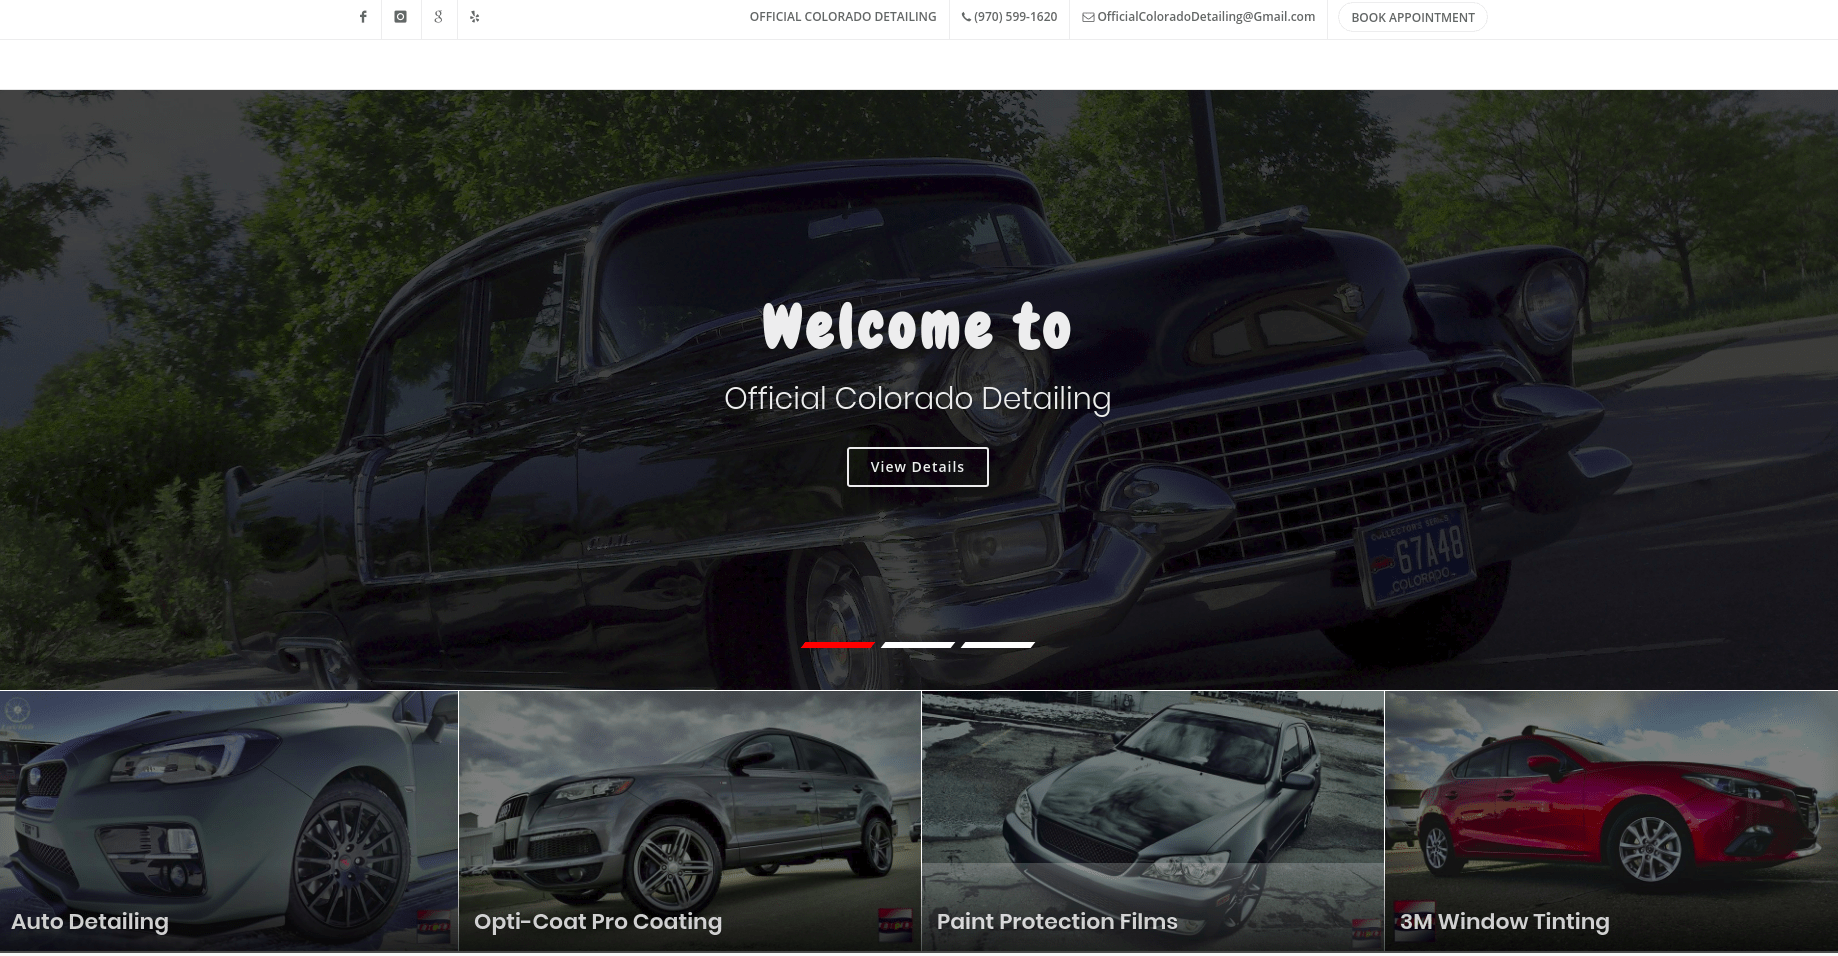 OFFICIAL COLORADO DETAILING
(970) 599-1620
OfficialColoradoDetailing@Gmail.com
BOOK APPOINTMENT
Welcome to
Official Colorado Detailing
View Details
COLLECTOR'S SERIES
67A48
COLORADO
Auto Detailing
Opti-Coat Pro Coating
Paint Protection Films
3M Window Tinting